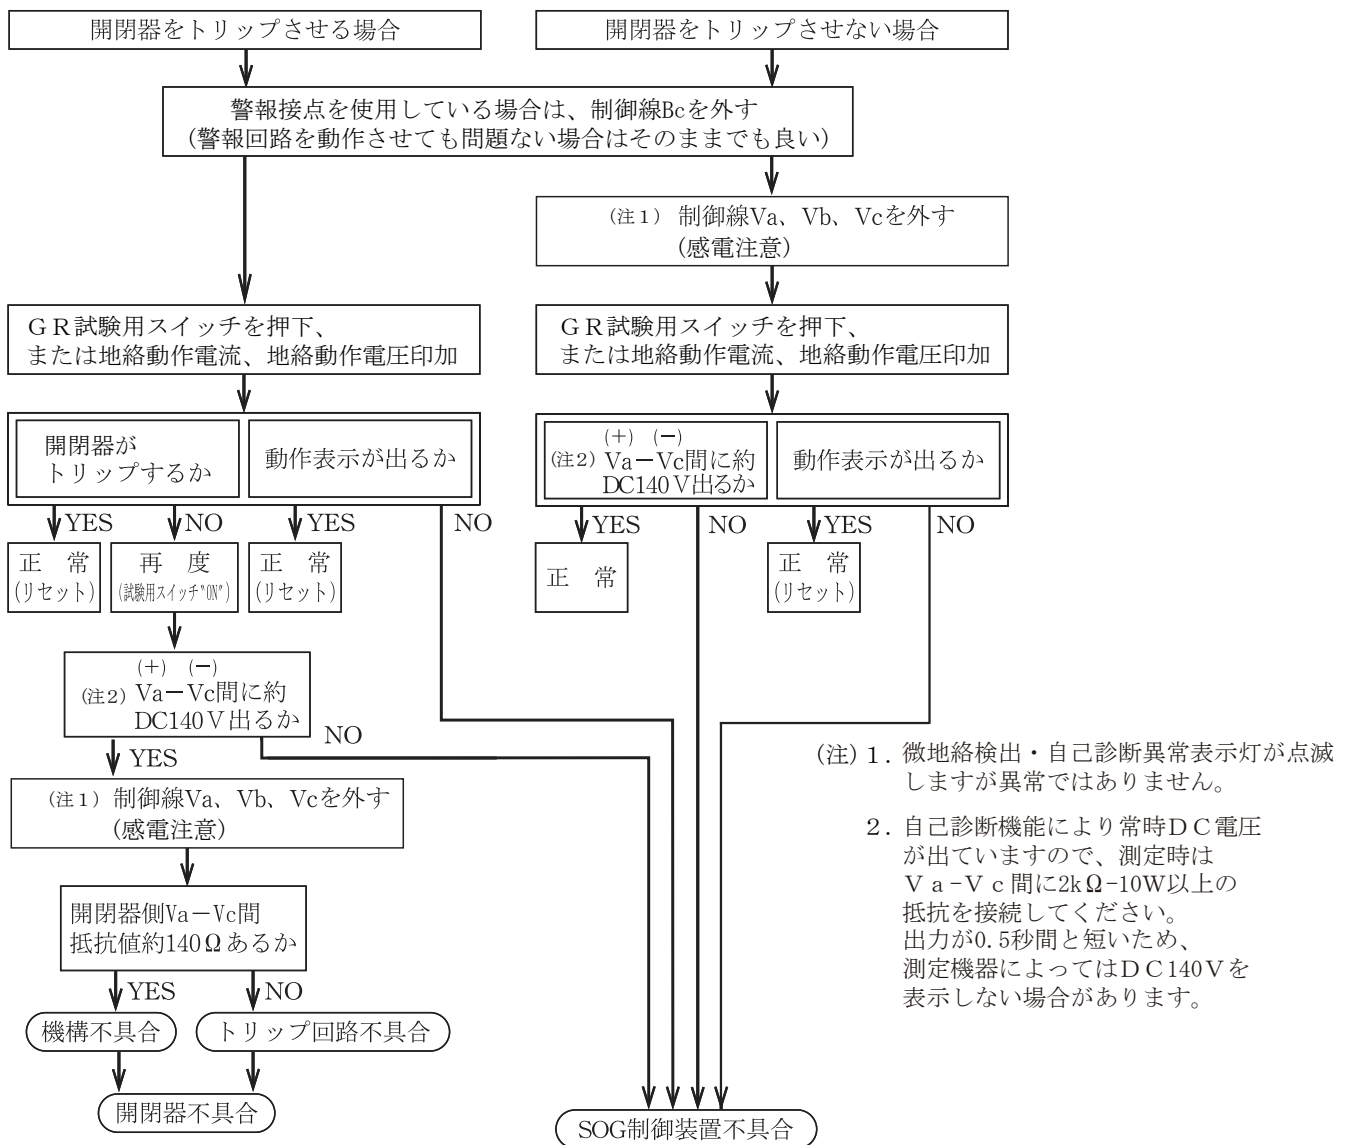 開閉器をトリップさせる場合
開閉器をトリップさせない場合
警報接点を使用している場合は、制御線Bcを外す
(警報回路を動作させても問題ない場合はそのままでも良い)
(注1) 制御線Va、Vb、Vcを外す
(感電注意)
GR試験用スイッチを押下、
または地絡動作電流、地絡動作電圧印加
GR試験用スイッチを押下、
または地絡動作電流、地絡動作電圧印加
開閉器が
トリップするか
動作表示が出るか
(+) (−)
(注2) Va−Vc間に約
DC140V出るか
動作表示が出るか
YES
NO
YES
NO
YES
NO
YES
NO
正 常
(リセット)
再 度
(試験用スイッチ"ON")
正 常
(リセット)
正 常
正 常
(リセット)
(+) (−)
(注2) Va−Vc間に約
DC140V出るか
NO
YES
(注1) 制御線Va、Vb、Vcを外す
(感電注意)
開閉器側Va−Vc間
抵抗値約140Ωあるか
YES
NO
機構不具合
トリップ回路不具合
開閉器不具合
SOG制御装置不具合
(注) 1. 微地絡検出・自己診断異常表示灯が点滅
しますが異常ではありません。
2. 自己診断機能により常時DC電圧
が出ていますので、測定時は
Va-Vc間に2kΩ-10W以上の
抵抗を接続してください。
出力が0.5秒間と短いため、
測定機器によってはDC140Vを
表示しない場合があります。